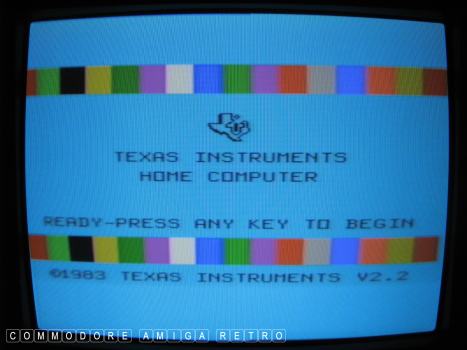 TEXAS INSTRUMENTS
HOME COMPUTER
READY-PRESS ANY KEY TO BEGIN
©1983 TEXAS INSTRUMENTS V2.2
COMMODORE AMIGA RETRO